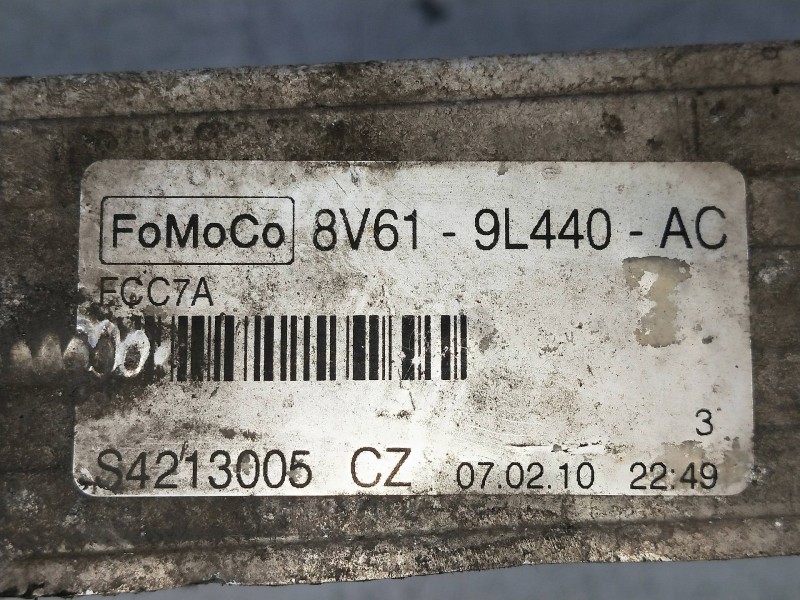 FoMoCo 8V61 - 9L440 - AC
FCC7A
3
S4213005 CZ 07.02.10 22:49